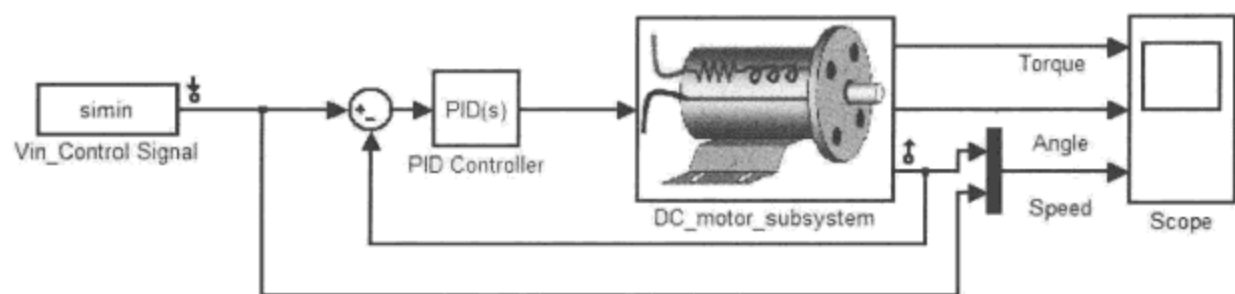 simin
Vin_Control Signal
PID(s)
PID Controller
DC_motor_subsystem
Torque
Angle
Speed
Scope